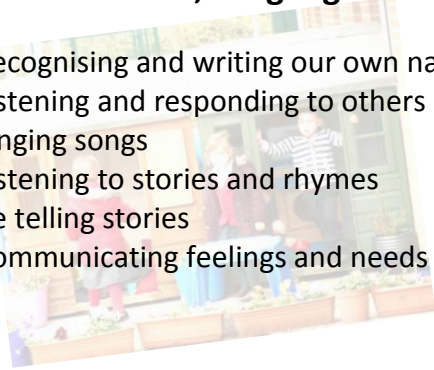 ecognising and writing our own na
stening and responding to others
nging songs
stening to stories and rhymes
e telling stories
ommunicating feelings and needs